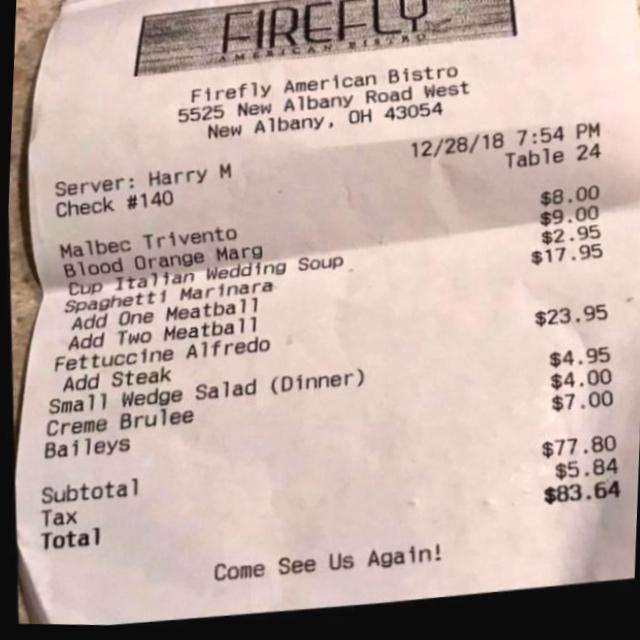 FIREFLY
AMERICAN BISTRO
Firefly American Bistro
5525 New Albany Road West
New Albany, OH 43054
12/28/18 7:54 PM
Server: Harry M Table 24
Check #140
Malbec Trivento $8.00
Blood Orange Marg $9.00
Cup Italian Wedding Soup $2.95
Spaghetti Marinara $17.95
Add One Meatball
Add Two Meatball
Fettuccine Alfredo $23.95
Add Steak
Small Wedge Salad (Dinner) $4.95
Creme Brulee $4.00
Baileys $7.00
Subtotal $77.80
Tax $5.84
Total $83.64
Come See Us Again!